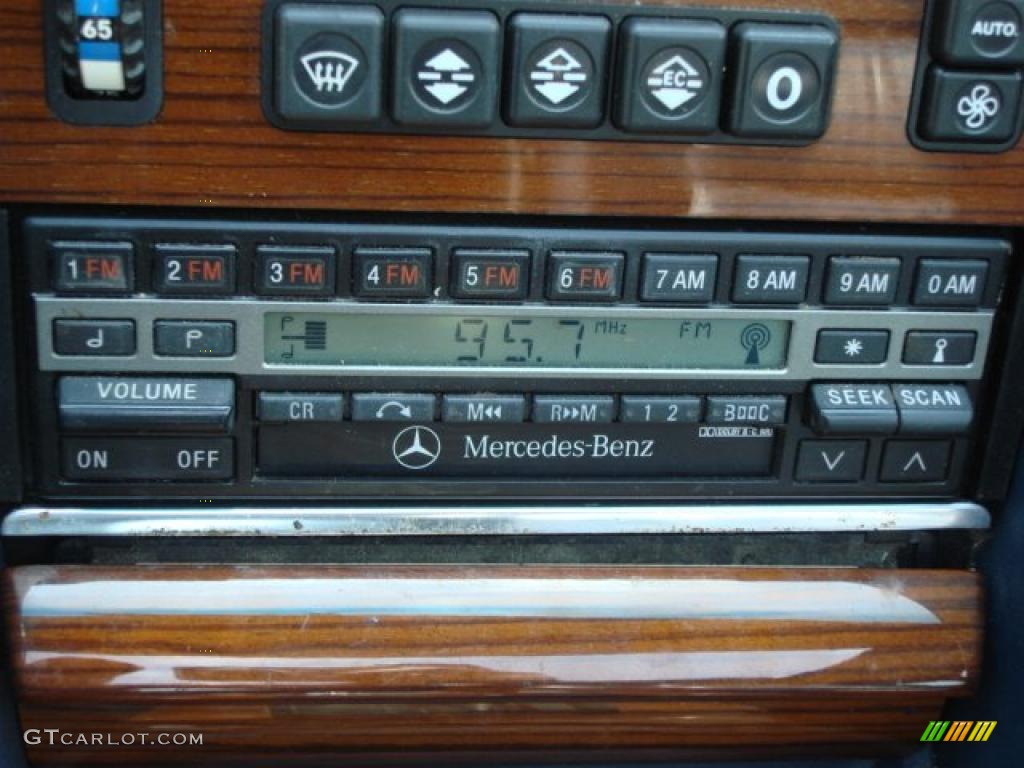 65
EC
0
AUTO.
1 FM 2 FM 3 FM 4 FM 5 FM 6 FM 7 AM 8 AM 9 AM 0 AM
P
P 95.7 MHz FM
*
VOLUME
CR M◀◀ R▶▶M 1 2 B▯▯C
SEEK SCAN
ON OFF
Mercedes-Benz
GTCARLOT.COM